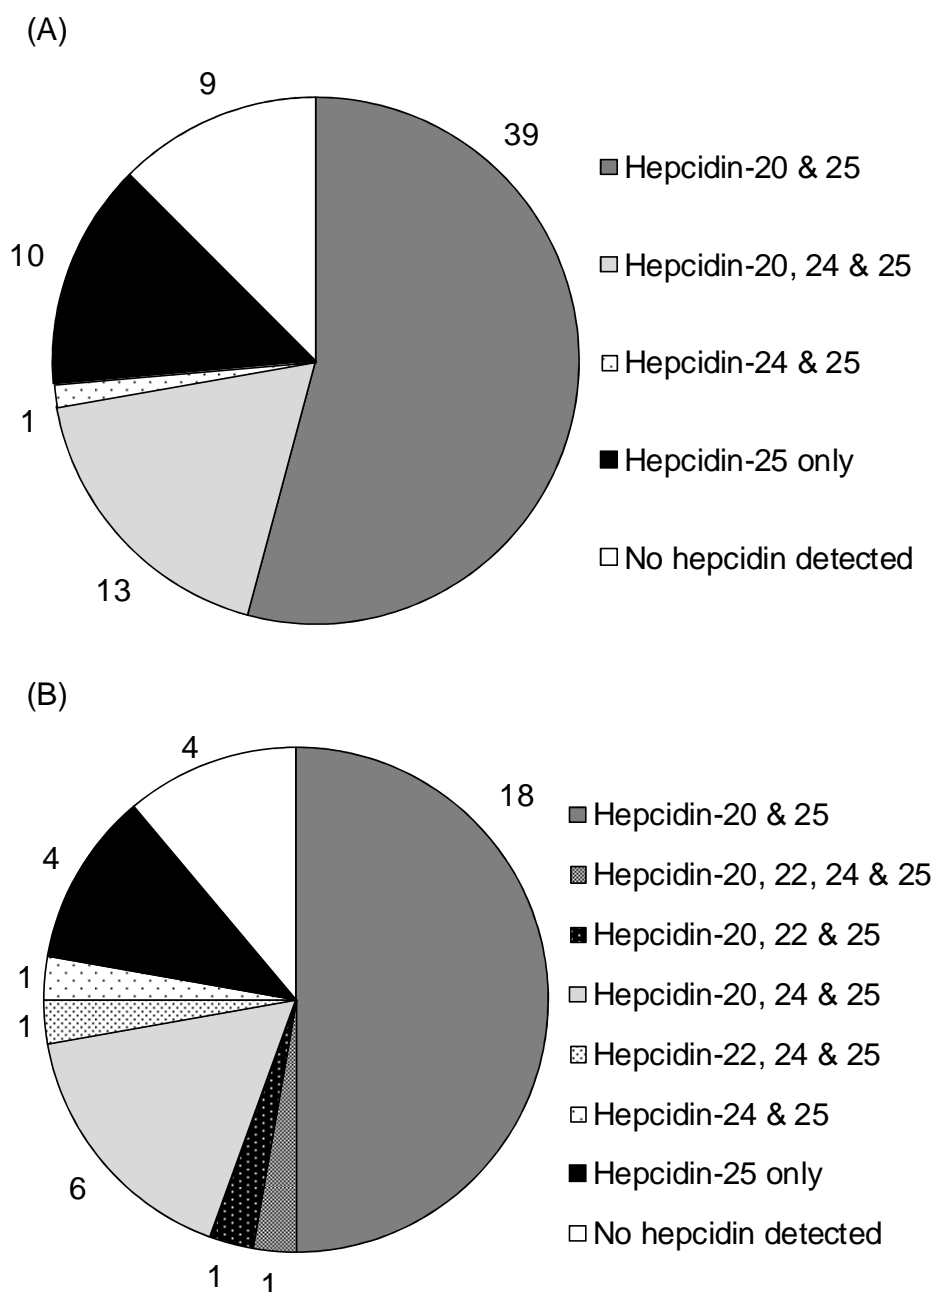 (A)
9
39
10
1
13
Hepcidin-20 & 25
Hepcidin-20, 24 & 25
Hepcidin-24 & 25
Hepcidin-25 only
No hepcidin detected
(B)
4
18
4
1
1
6
1
1
Hepcidin-20 & 25
Hepcidin-20, 22, 24 & 25
Hepcidin-20, 22 & 25
Hepcidin-20, 24 & 25
Hepcidin-22, 24 & 25
Hepcidin-24 & 25
Hepcidin-25 only
No hepcidin detected